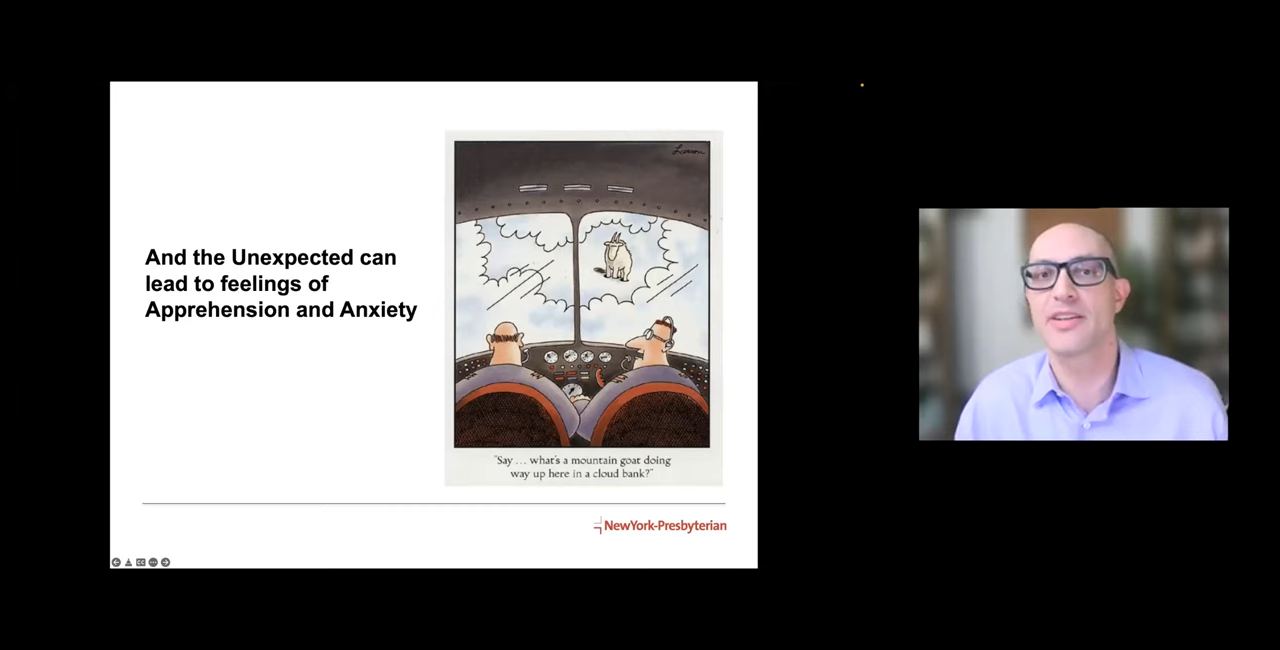 And the Unexpected can
lead to feelings of
Apprehension and Anxiety
Larson
"Say ... what's a mountain goat doing
way up here in a cloud bank?"
NewYork-Presbyterian